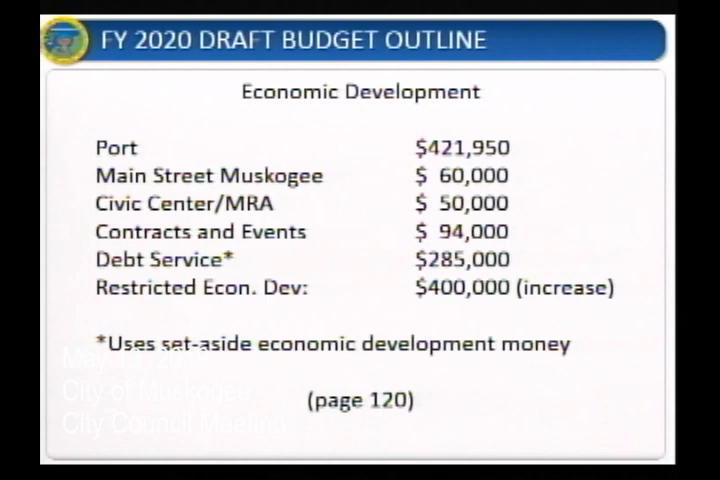 FY 2020 DRAFT BUDGET OUTLINE
Economic Development
Port $421,950
Main Street Muskogee $ 60,000
Civic Center/MRA $ 50,000
Contracts and Events $ 94,000
Debt Service* $285,000
Restricted Econ. Dev: $400,000 (increase)
*Uses set-aside economic development money
May
City of Muskogee
(page 120)
City Council Meeting